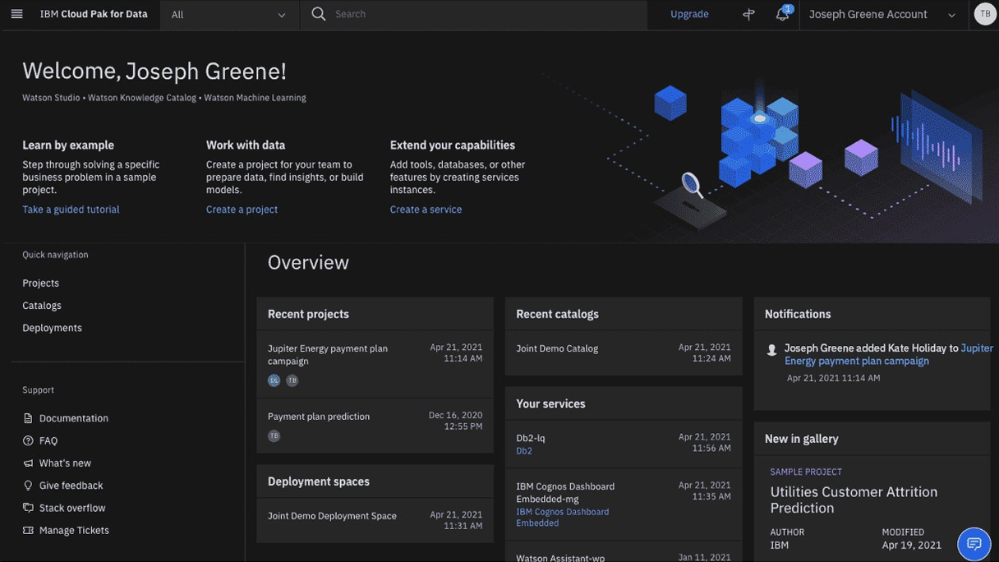 IBM Cloud Pak for Data
All
Search
Upgrade
1
Joseph Greene Account
TB
Welcome, Joseph Greene!
Watson Studio • Watson Knowledge Catalog • Watson Machine Learning
Learn by example
Step through solving a specific
business problem in a sample
project.
Take a guided tutorial
Work with data
Create a project for your team to
prepare data, find insights, or build
models.
Create a project
Extend your capabilities
Add tools, databases, or other
features by creating services
instances.
Create a service
Quick navigation
Projects
Catalogs
Deployments
Support
Documentation
FAQ
What's new
Give feedback
Stack overflow
Manage Tickets
Overview
Recent projects
Jupiter Energy payment plan
campaign
Apr 21, 2021
11:14 AM
DL TB
Payment plan prediction
Dec 16, 2020
12:55 PM
TB
Deployment spaces
Joint Demo Deployment Space
Apr 21, 2021
11:31 AM
Recent catalogs
Joint Demo Catalog
Apr 21, 2021
11:24 AM
Your services
Db2-lq
Db2
Apr 21, 2021
11:56 AM
IBM Cognos Dashboard
Embedded-mg
IBM Cognos Dashboard
Embedded
Apr 21, 2021
11:35 AM
Watson Assistant-wp
Jan 11, 2021
Notifications
Joseph Greene added Kate Holiday to Jupiter
Energy payment plan campaign
Apr 21, 2021 11:14 AM
New in gallery
SAMPLE PROJECT
Utilities Customer Attrition
Prediction
AUTHOR
IBM
MODIFIED
Apr 19, 2021